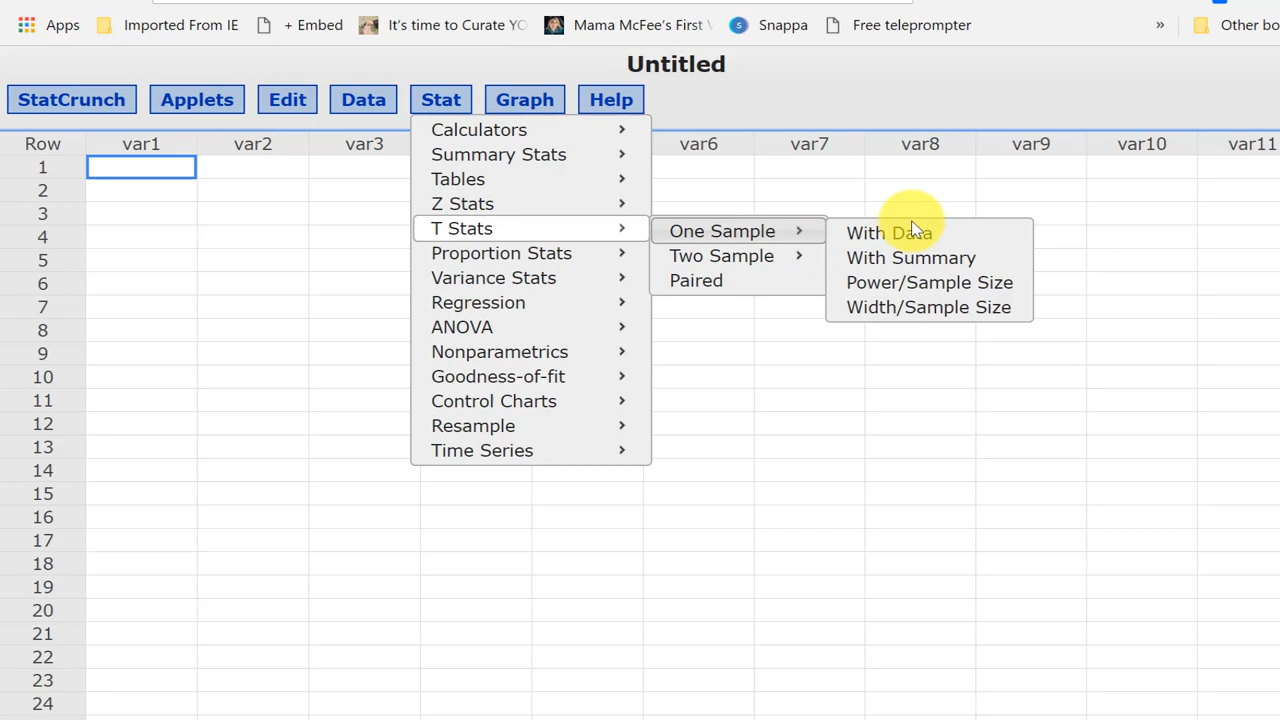 Apps Imported From IE + Embed It's time to Curate YO Mama McFee's First Snappa Free teleprompter » Other bo
Untitled
StatCrunch Applets Edit Data Stat Graph Help
Row var1 var2 var3 var6 var7 var8 var9 var10 var11
Calculators
Summary Stats
Tables
Z Stats
T Stats
Proportion Stats
Variance Stats
Regression
ANOVA
Nonparametrics
Goodness-of-fit
Control Charts
Resample
Time Series
One Sample
Two Sample
Paired
With Data
With Summary
Power/Sample Size
Width/Sample Size
1
2
3
4
5
6
7
8
9
10
11
12
13
14
15
16
17
18
19
20
21
22
23
24